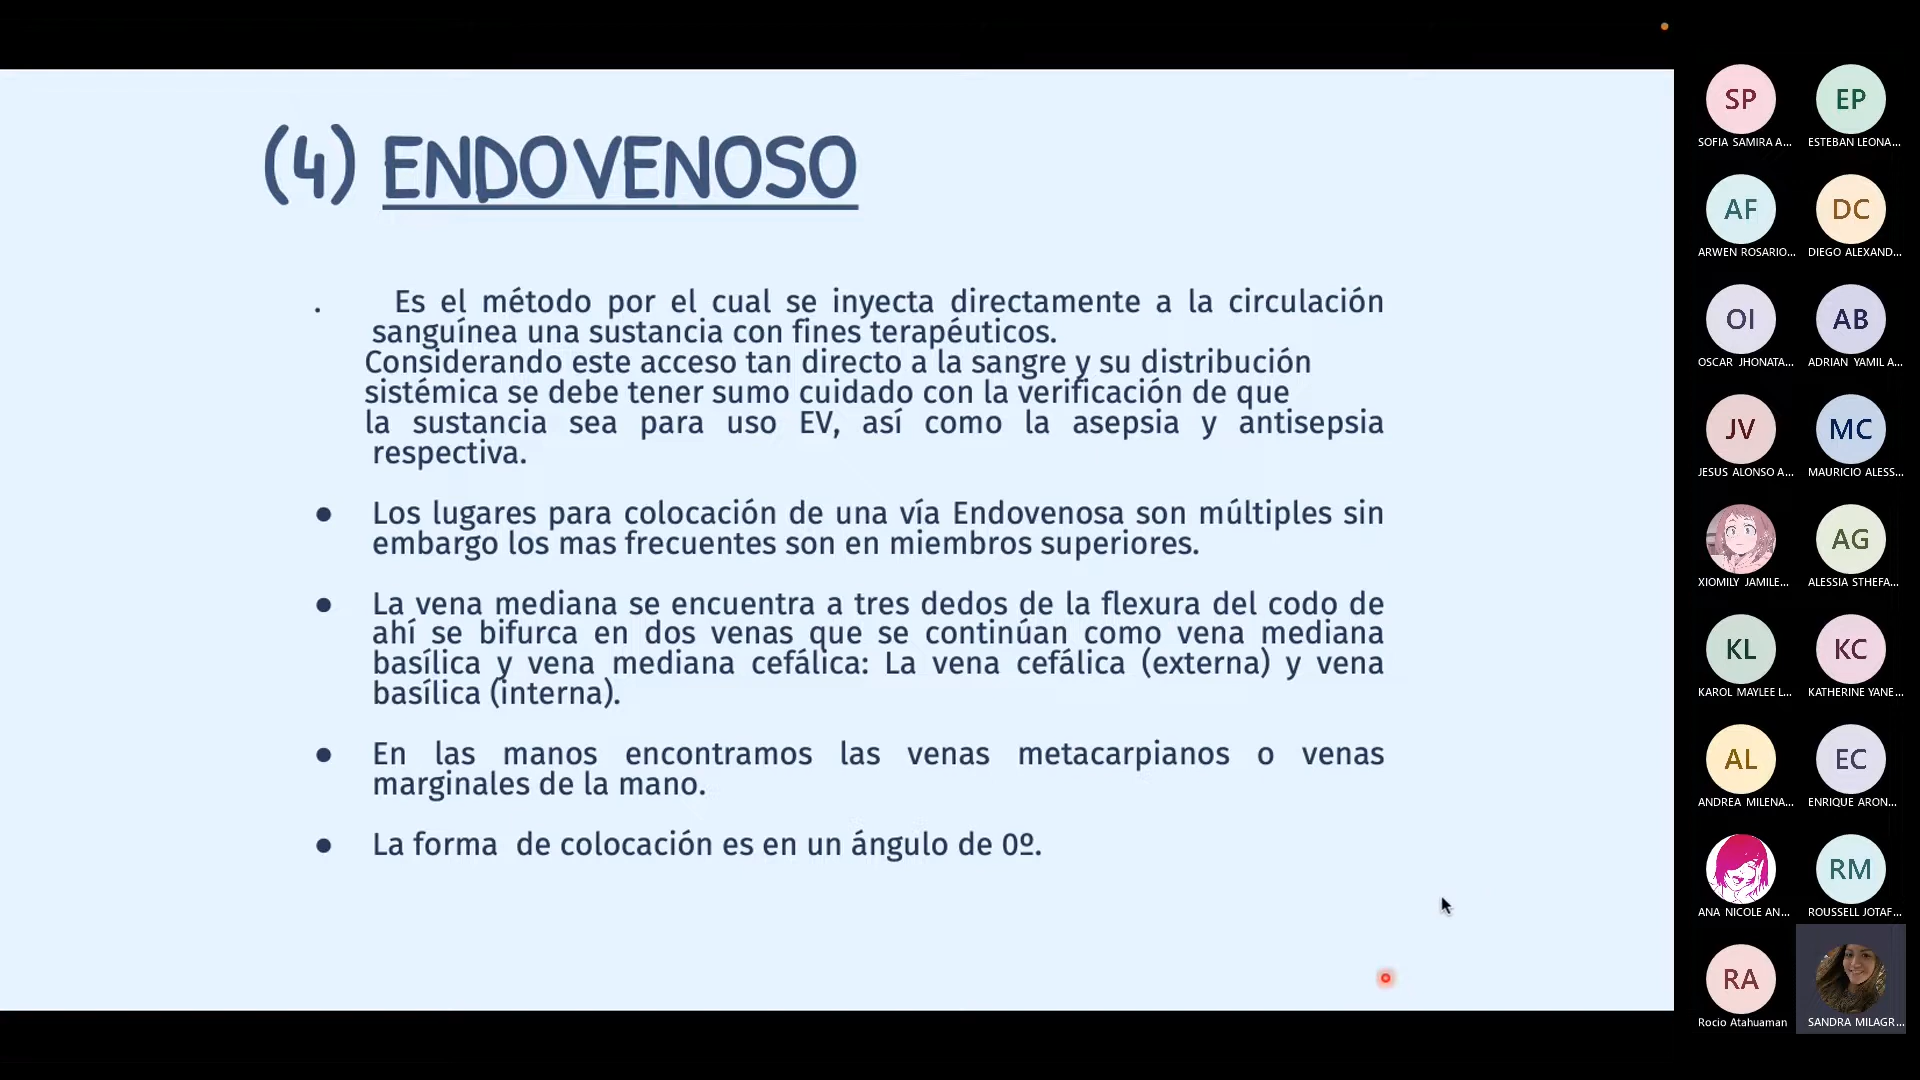 (4) ENDOVENOSO
. Es el método por el cual se inyecta directamente a la circulación
sanguínea una sustancia con fines terapéuticos.
Considerando este acceso tan directo a la sangre y su distribución
sistémica se debe tener sumo cuidado con la verificación de que
la sustancia sea para uso EV, así como la asepsia y antisepsia
respectiva.
● Los lugares para colocación de una vía Endovenosa son múltiples sin
embargo los mas frecuentes son en miembros superiores.
● La vena mediana se encuentra a tres dedos de la flexura del codo de
ahí se bifurca en dos venas que se continúan como vena mediana
basílica y vena mediana cefálica: La vena cefálica (externa) y vena
basílica (interna).
● En las manos encontramos las venas metacarpianos o venas
marginales de la mano.
● La forma de colocación es en un ángulo de 0º.
SP
EP
SOFIA SAMIRA A...
ESTEBAN LEONA...
AF
DC
ARWEN ROSARIO...
DIEGO ALEXAND...
OI
AB
OSCAR JHONATA...
ADRIAN YAMIL A...
JV
MC
JESUS ALONSO A...
MAURICIO ALESS...
AG
XIOMILY JAMILE...
ALESSIA STHEFA...
KL
KC
KAROL MAYLEE L...
KATHERINE YANE...
AL
EC
ANDREA MILENA...
ENRIQUE ARON...
RM
ANA NICOLE AN...
ROUSSELL JOTAF...
RA
Rocio Atahuaman
SANDRA MILAGR...